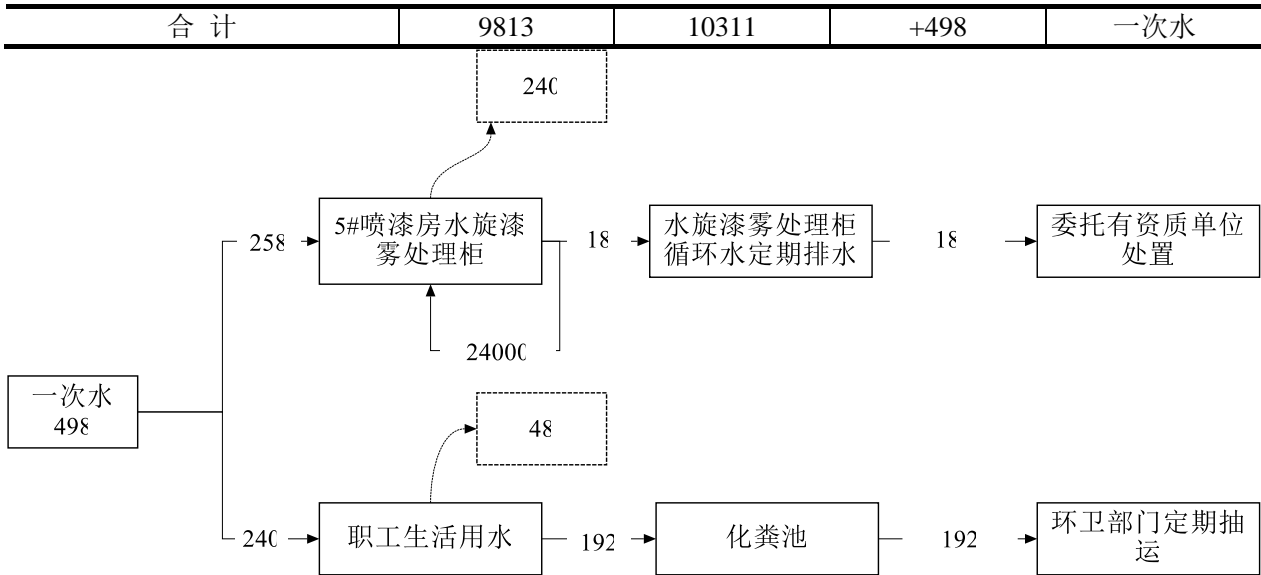 合 计 9813 10311 +498 一次水
240
258
5#喷漆房水旋漆
雾处理柜
18
水旋漆雾处理柜
循环水定期排水
18
委托有资质单位
处置
24000
一次水
498
48
240
职工生活用水
192
化粪池
192
环卫部门定期抽
运